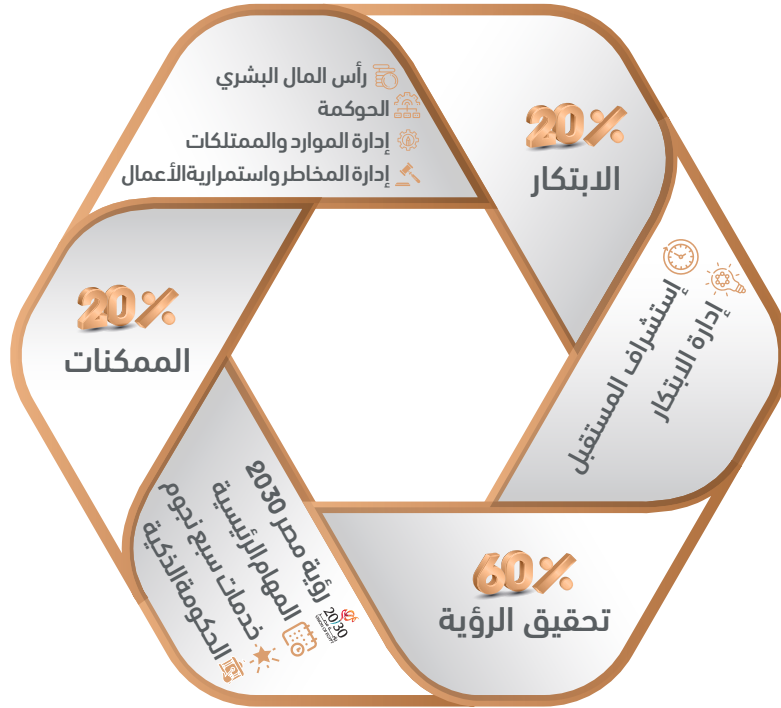 20%
الابتكار
إستشراف المستقبل
إدارة الابتكار
60%
تحقيق الرؤية
رؤية مصر 2030
المهام الرئيسية
خدمات سبع نجوم
الحكومة الذكية
2030
20%
الممكنات
رأس المال البشري
الحوكمة
إدارة الموارد والممتلكات
إدارة المخاطر واستمرارية الأعمال